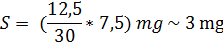 S = (12,5/30 * 7,5) mg ~ 3 mg